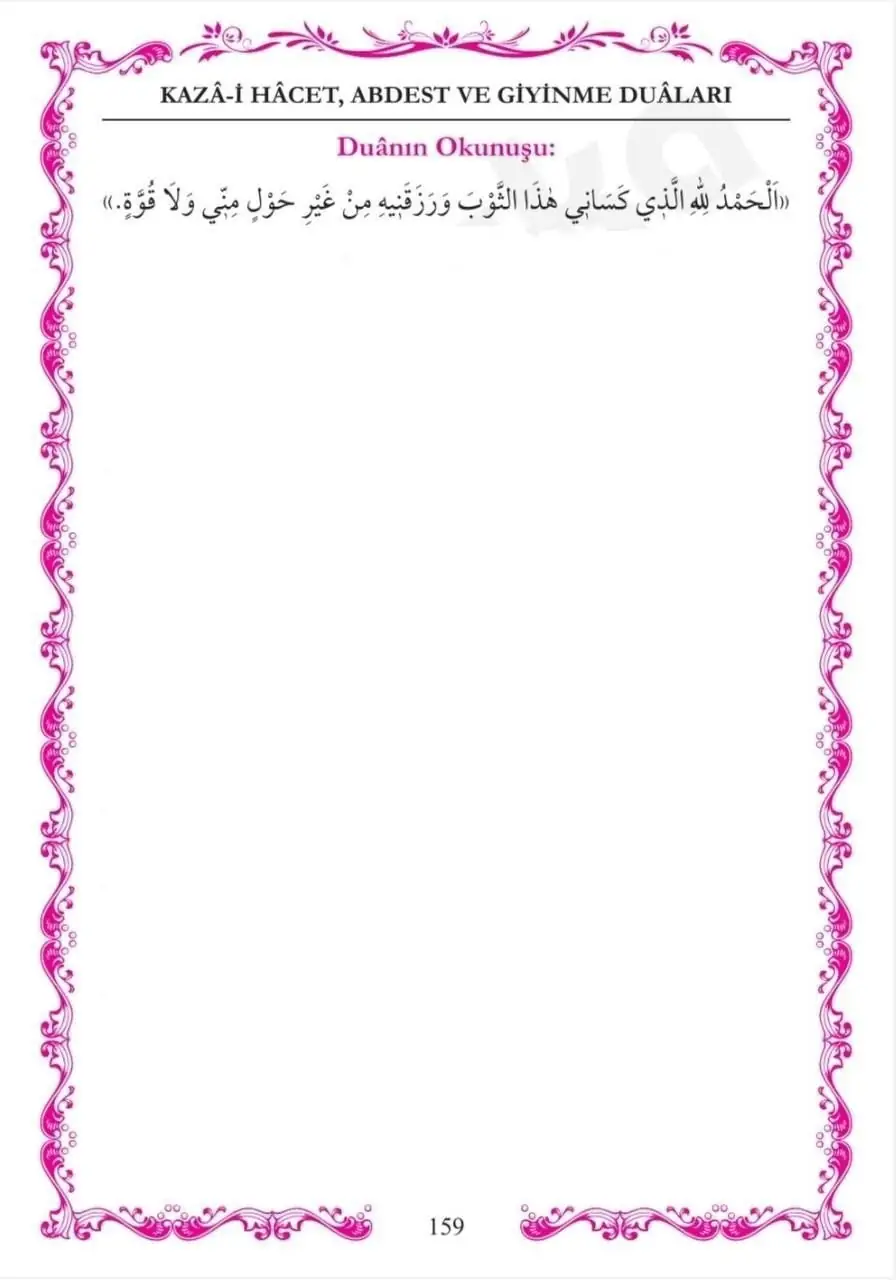 KAZÂ-İ HÂCET, ABDEST VE GİYİNME DUÂLARI
Duânın Okunuşu:
«اَلْحَمْدُ لِلّٰهِ الَّذِي كَسَانِي هٰذَا الثَّوْبَ وَرَزَقَنِيهِ مِنْ غَيْرِ حَوْلٍ مِنِّي وَلَا قُوَّةٍ.»
159